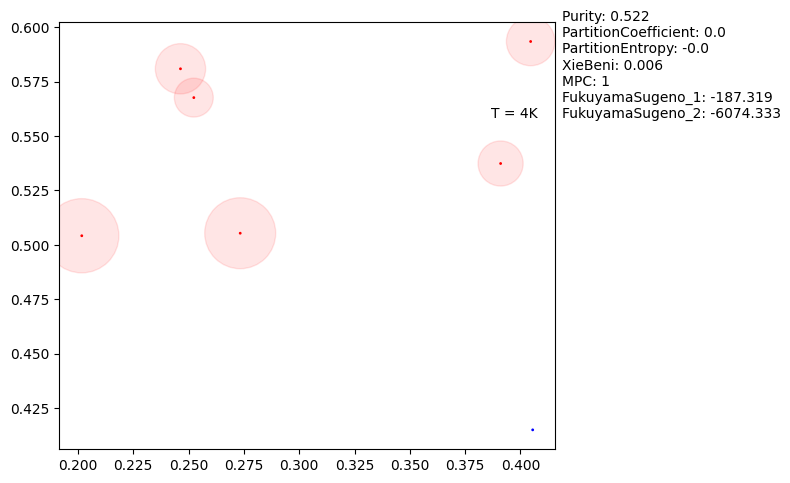 Purity: 0.522
PartitionCoefficient: 0.0
PartitionEntropy: -0.0
XieBeni: 0.006
MPC: 1
FukuyamaSugeno_1: -187.319
FukuyamaSugeno_2: -6074.333
T = 4K
0.600
0.575
0.550
0.525
0.500
0.475
0.450
0.425
0.200 0.225 0.250 0.275 0.300 0.325 0.350 0.375 0.400